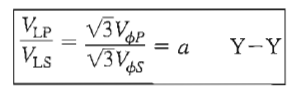 V_LP / V_LS = √3V_ϕP / √3V_ϕS = a Y−Y